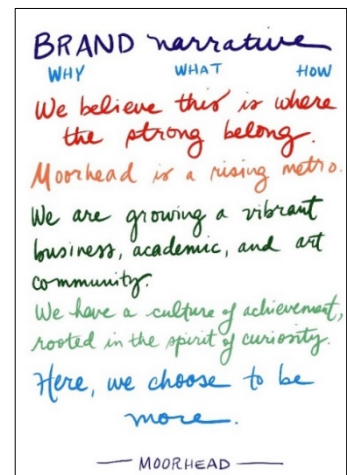 BRAND narrative
WHY WHAT HOW
We believe this is where
the strong belong.
Moorhead is a rising metro.
We are growing a vibrant
business, academic, and art
community.
We have a culture of achievement,
rooted in the spirit of curiosity.
Here, we choose to be
more.
MOORHEAD